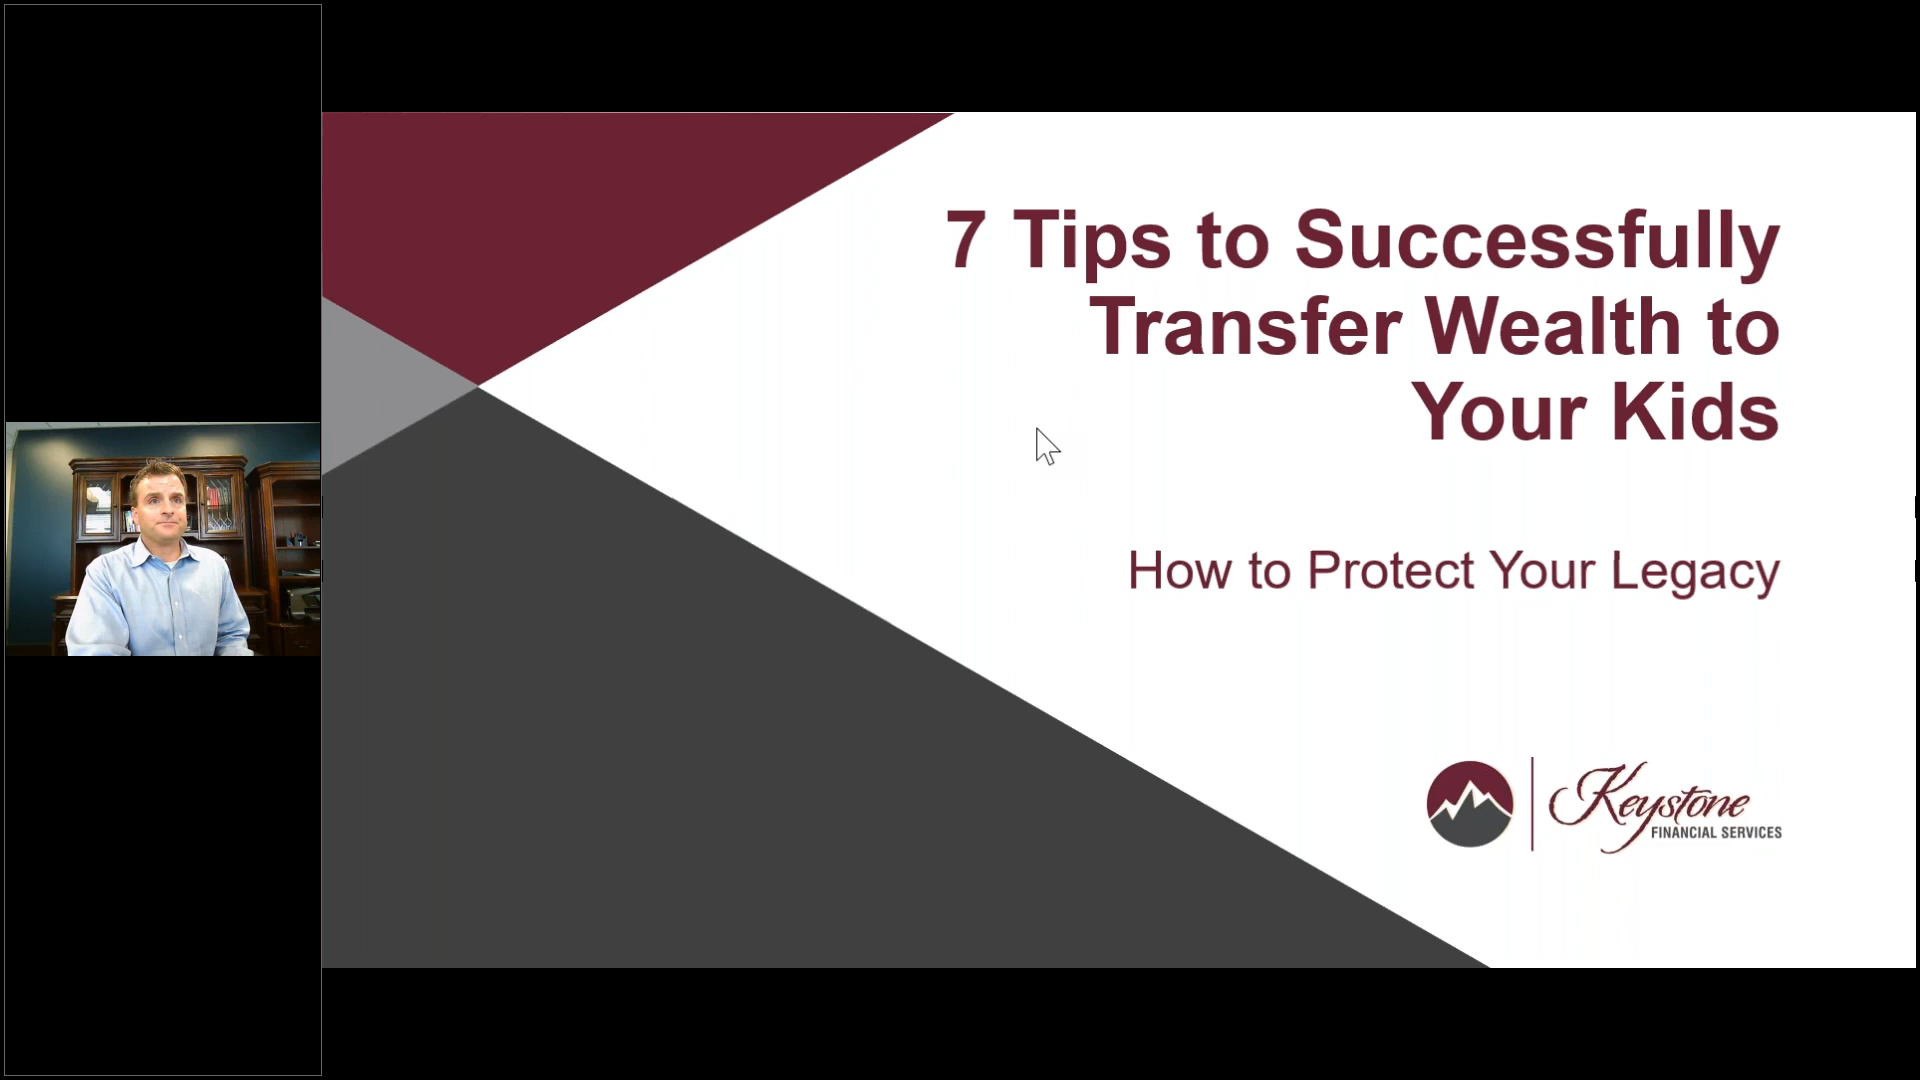 7 Tips to Successfully
Transfer Wealth to
Your Kids
How to Protect Your Legacy
Keystone
FINANCIAL SERVICES